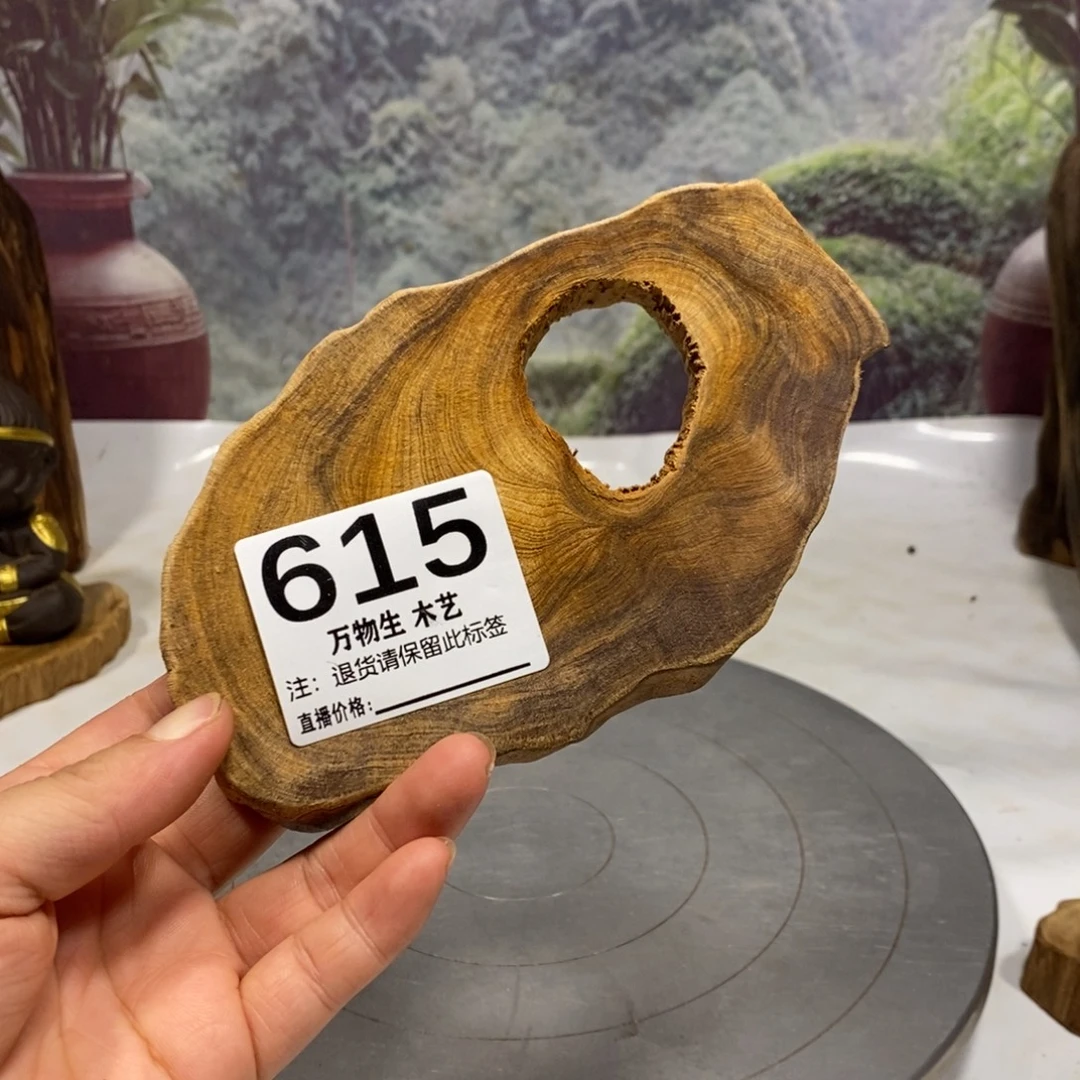 615
万物生 木艺
注：退货请保留此标签
直播价格：